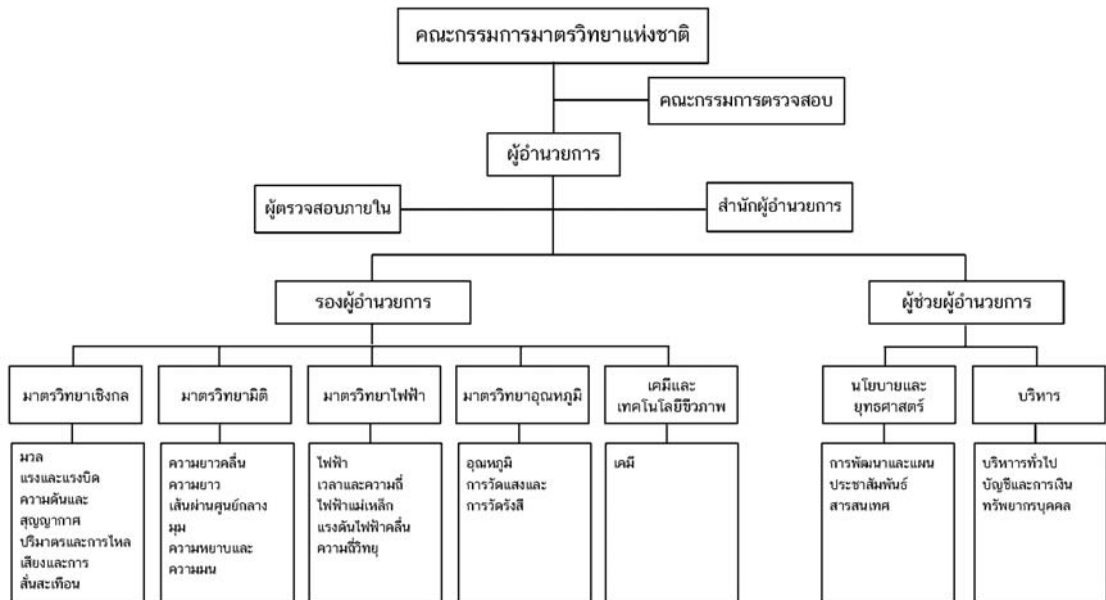 คณะกรรมการมาตรวิทยาแห่งชาติ
คณะกรรมการตรวจสอบ
ผู้อำนวยการ
ผู้ตรวจสอบภายใน
สำนักผู้อำนวยการ
รองผู้อำนวยการ
ผู้ช่วยผู้อำนวยการ
มาตรวิทยาเชิงกล
มาตรวิทยามิติ
มาตรวิทยาไฟฟ้า
มาตรวิทยาอุณหภูมิ
เคมีและ
เทคโนโลยีชีวภาพ
นโยบายและ
ยุทธศาสตร์
บริหาร
มวล
แรงและแรงบิด
ความดันและ
สุญญากาศ
ปริมาตรและการไหล
เสียงและการ
สั่นสะเทือน
ความยาวคลื่น
ความยาว
เส้นผ่านศูนย์กลาง
มุม
ความหยาบและ
ความมน
ไฟฟ้า
เวลาและความถี่
ไฟฟ้าแม่เหล็ก
แรงดันไฟฟ้าคลื่น
ความถี่วิทยุ
อุณหภูมิ
การวัดแสงและ
การวัดรังสี
เคมี
การพัฒนาและแผน
ประชาสัมพันธ์
สารสนเทศ
บริหาารทั่วไป
บัญชีและการเงิน
ทรัพยากรบุคคล